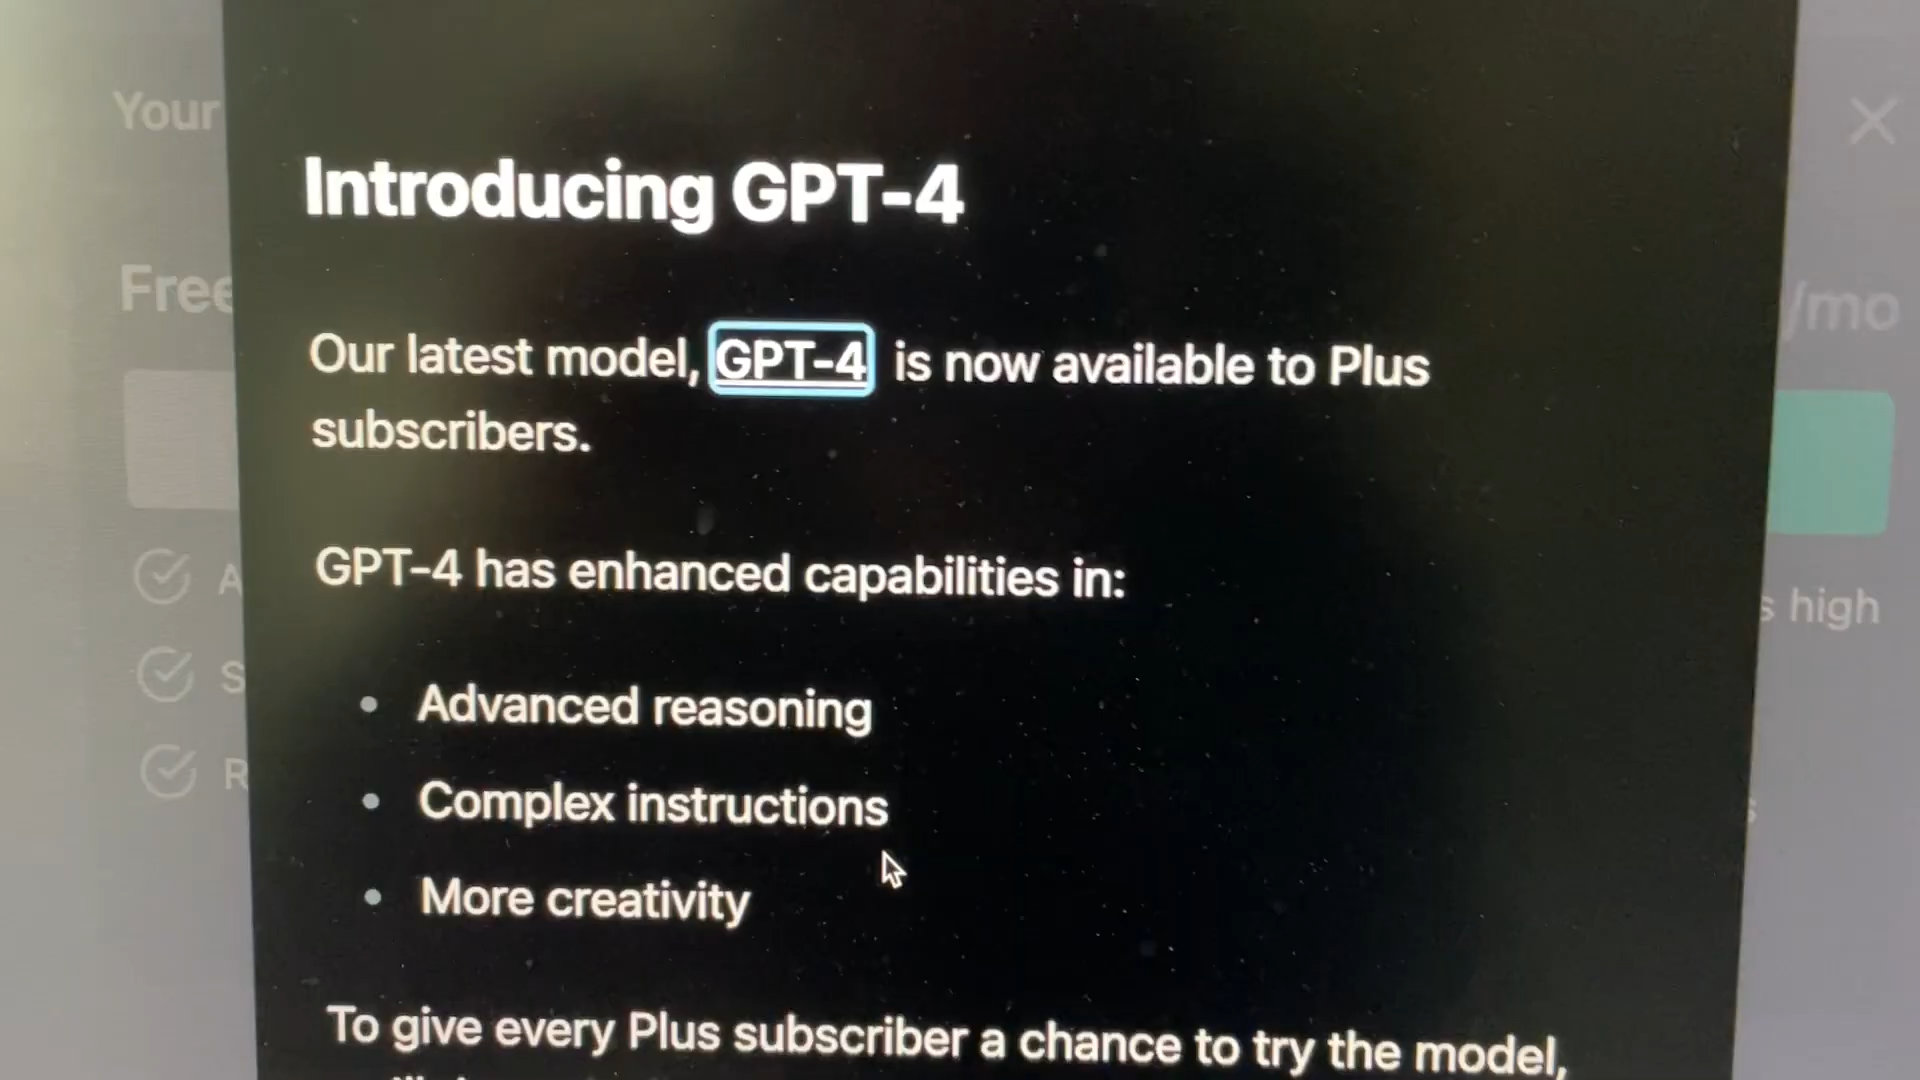 Your
Introducing GPT-4
Free
/mo
Our latest model, GPT-4 is now available to Plus
subscribers.
GPT-4 has enhanced capabilities in:
A
s high
S
Advanced reasoning
R
Complex instructions
s
More creativity
To give every Plus subscriber a chance to try the model,